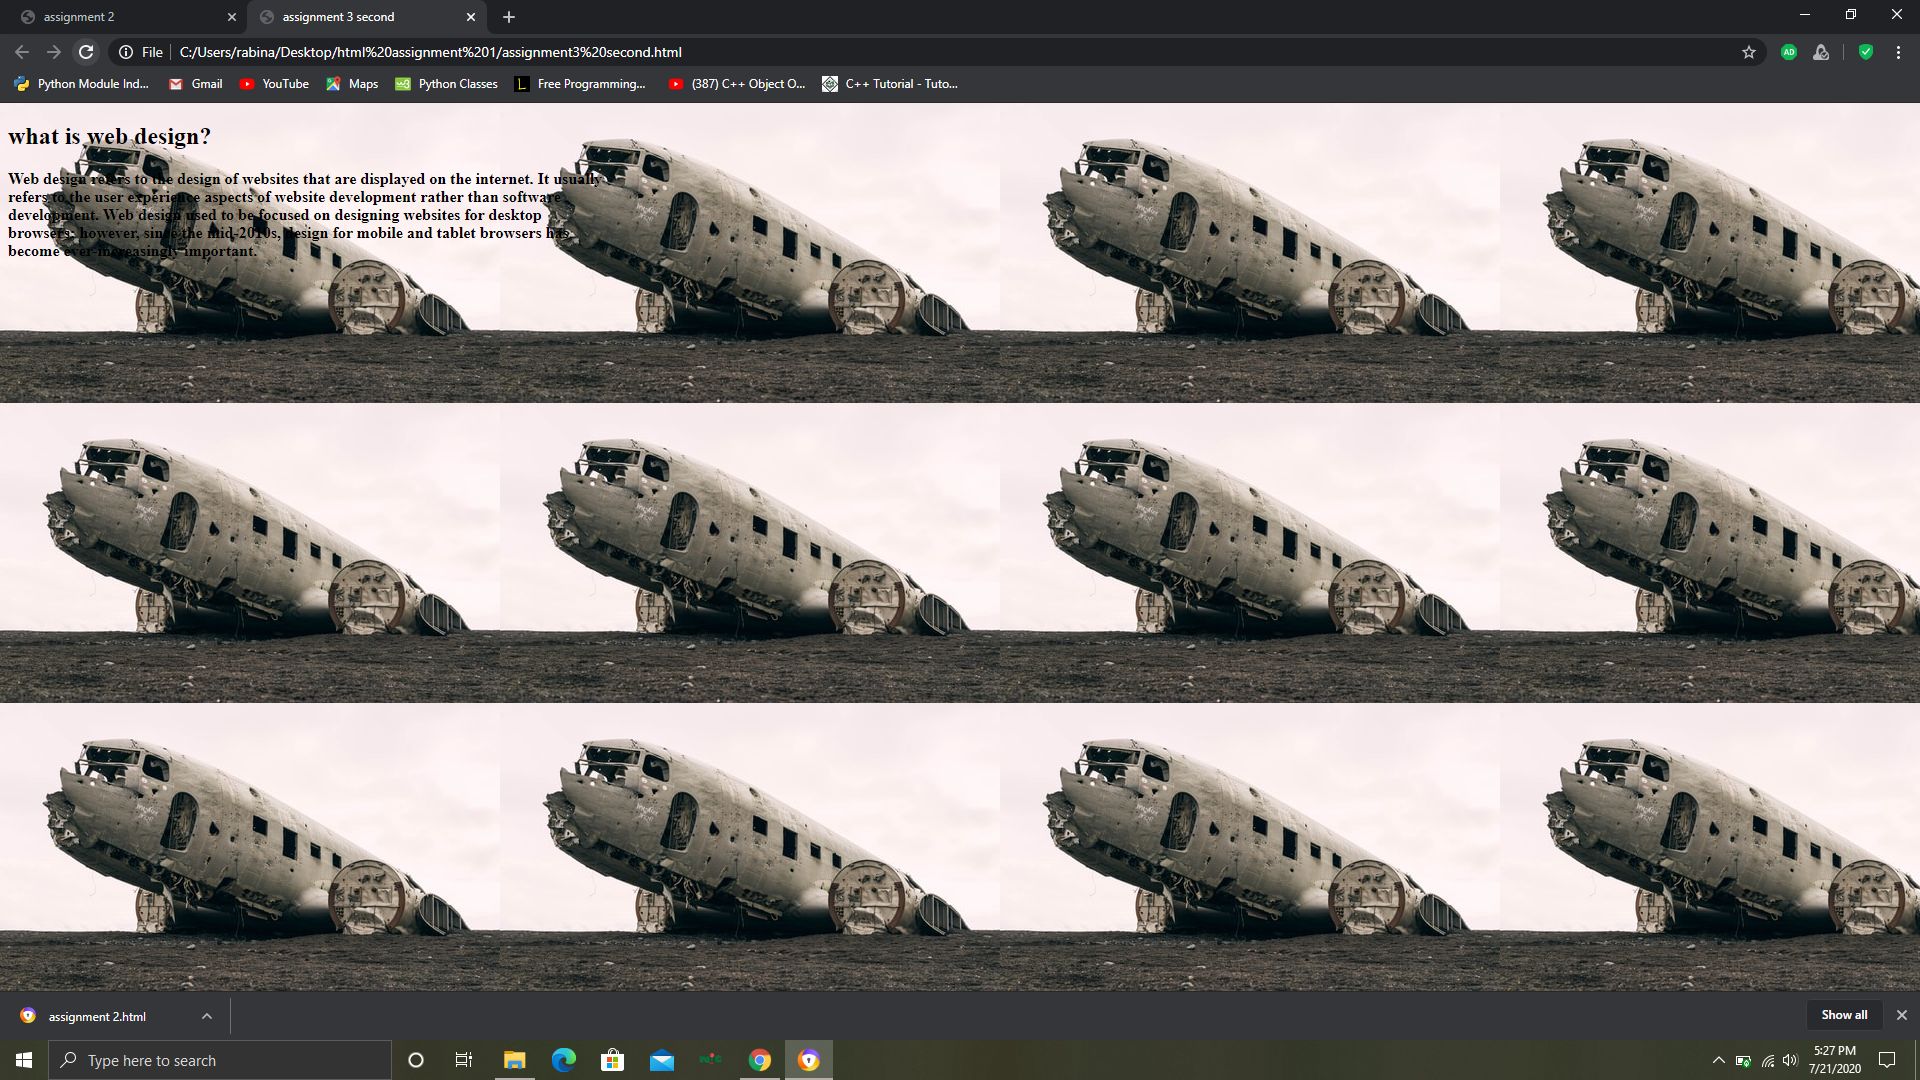 assignment 2
assignment 3 second
File
C:/Users/rabina/Desktop/html%20assignment%201/assignment3%20second.html
AD
Python Module Ind...
Gmail
YouTube
Maps
Python Classes
Free Programming...
(387) C++ Object O...
C++ Tutorial - Tuto...
what is web design?
Web design refers to the design of websites that are displayed on the internet. It usually
refers to the user experience aspects of website development rather than software
development. Web design used to be focused on designing websites for desktop
browsers; however, since the mid-2010s, design for mobile and tablet browsers has
become ever-increasingly important.
assignment 2.html
Show all
Type here to search
5:27 PM
7/21/2020